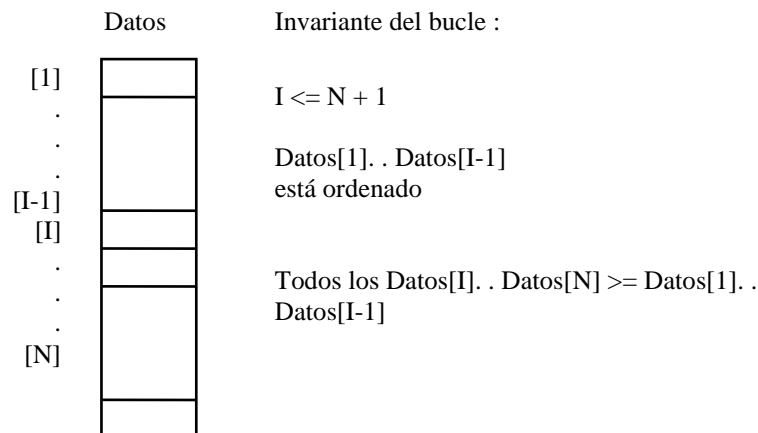 Datos
Invariante del bucle :
[1]
I <= N + 1
.
.
Datos[1]. . Datos[I-1]
.
está ordenado
[I-1]
[I]
.
Todos los Datos[I]. . Datos[N] >= Datos[1]. .
.
Datos[I-1]
.
[N]